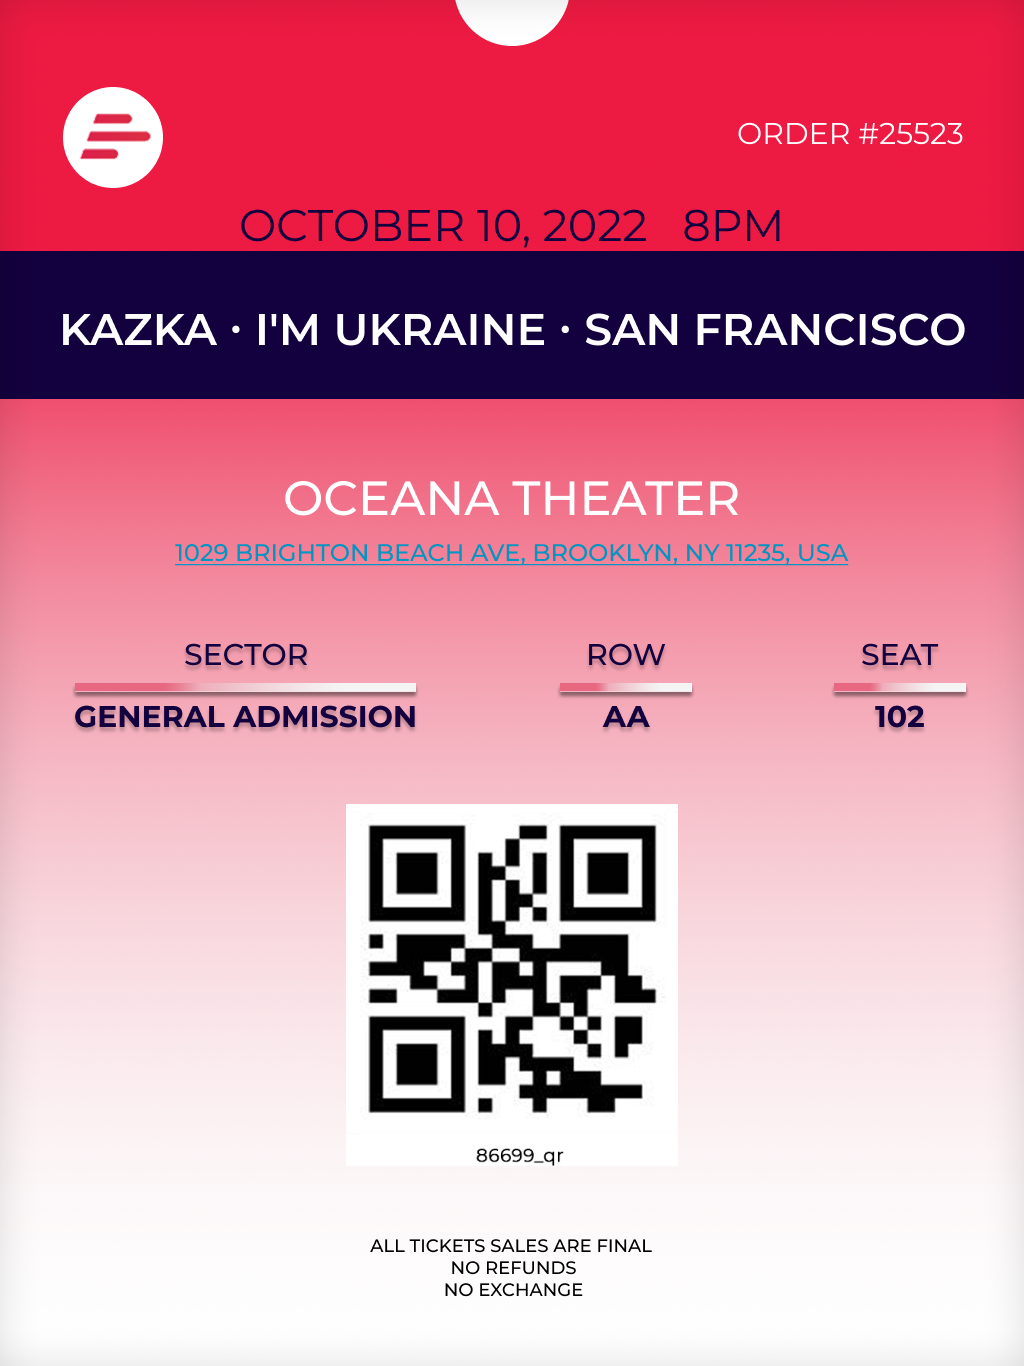 ORDER #25523
OCTOBER 10, 2022 8PM
KAZKA · I'M UKRAINE · SAN FRANCISCO
OCEANA THEATER
1029 BRIGHTON BEACH AVE, BROOKLYN, NY 11235, USA
SECTOR ROW SEAT
GENERAL ADMISSION AA 102
86699_qr
ALL TICKETS SALES ARE FINAL
NO REFUNDS
NO EXCHANGE